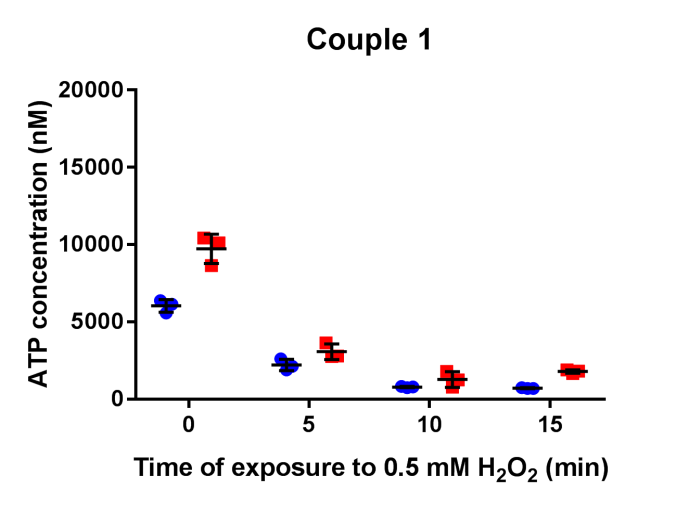 Couple 1
20000
15000
10000
5000
0
ATP concentration (nM)
0 5 10 15
Time of exposure to 0.5 mM H₂O₂ (min)